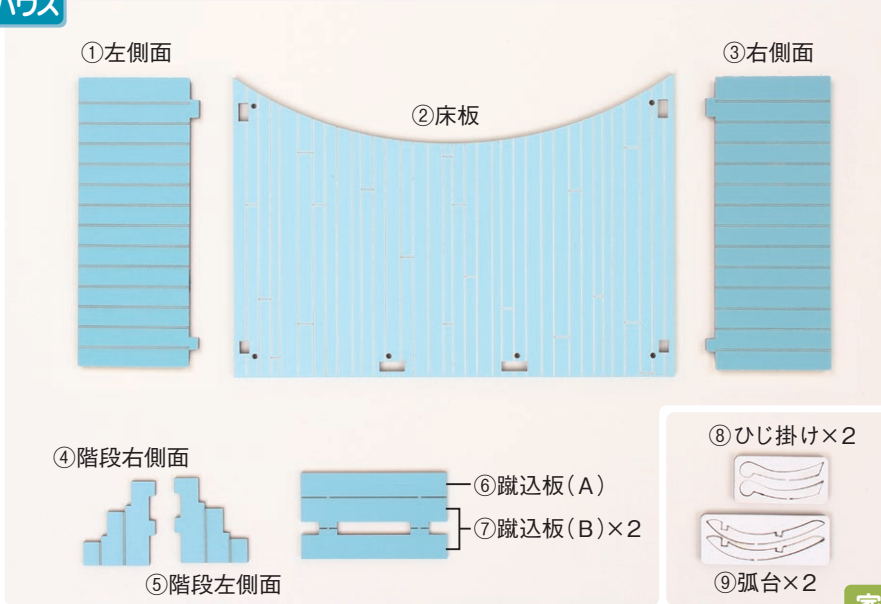 ハウス
①左側面
③右側面
②床板
④階段右側面
⑤階段左側面
⑥蹴込板(A)
⑦蹴込板(B)×2
⑧ひじ掛け×2
⑨弧台×2